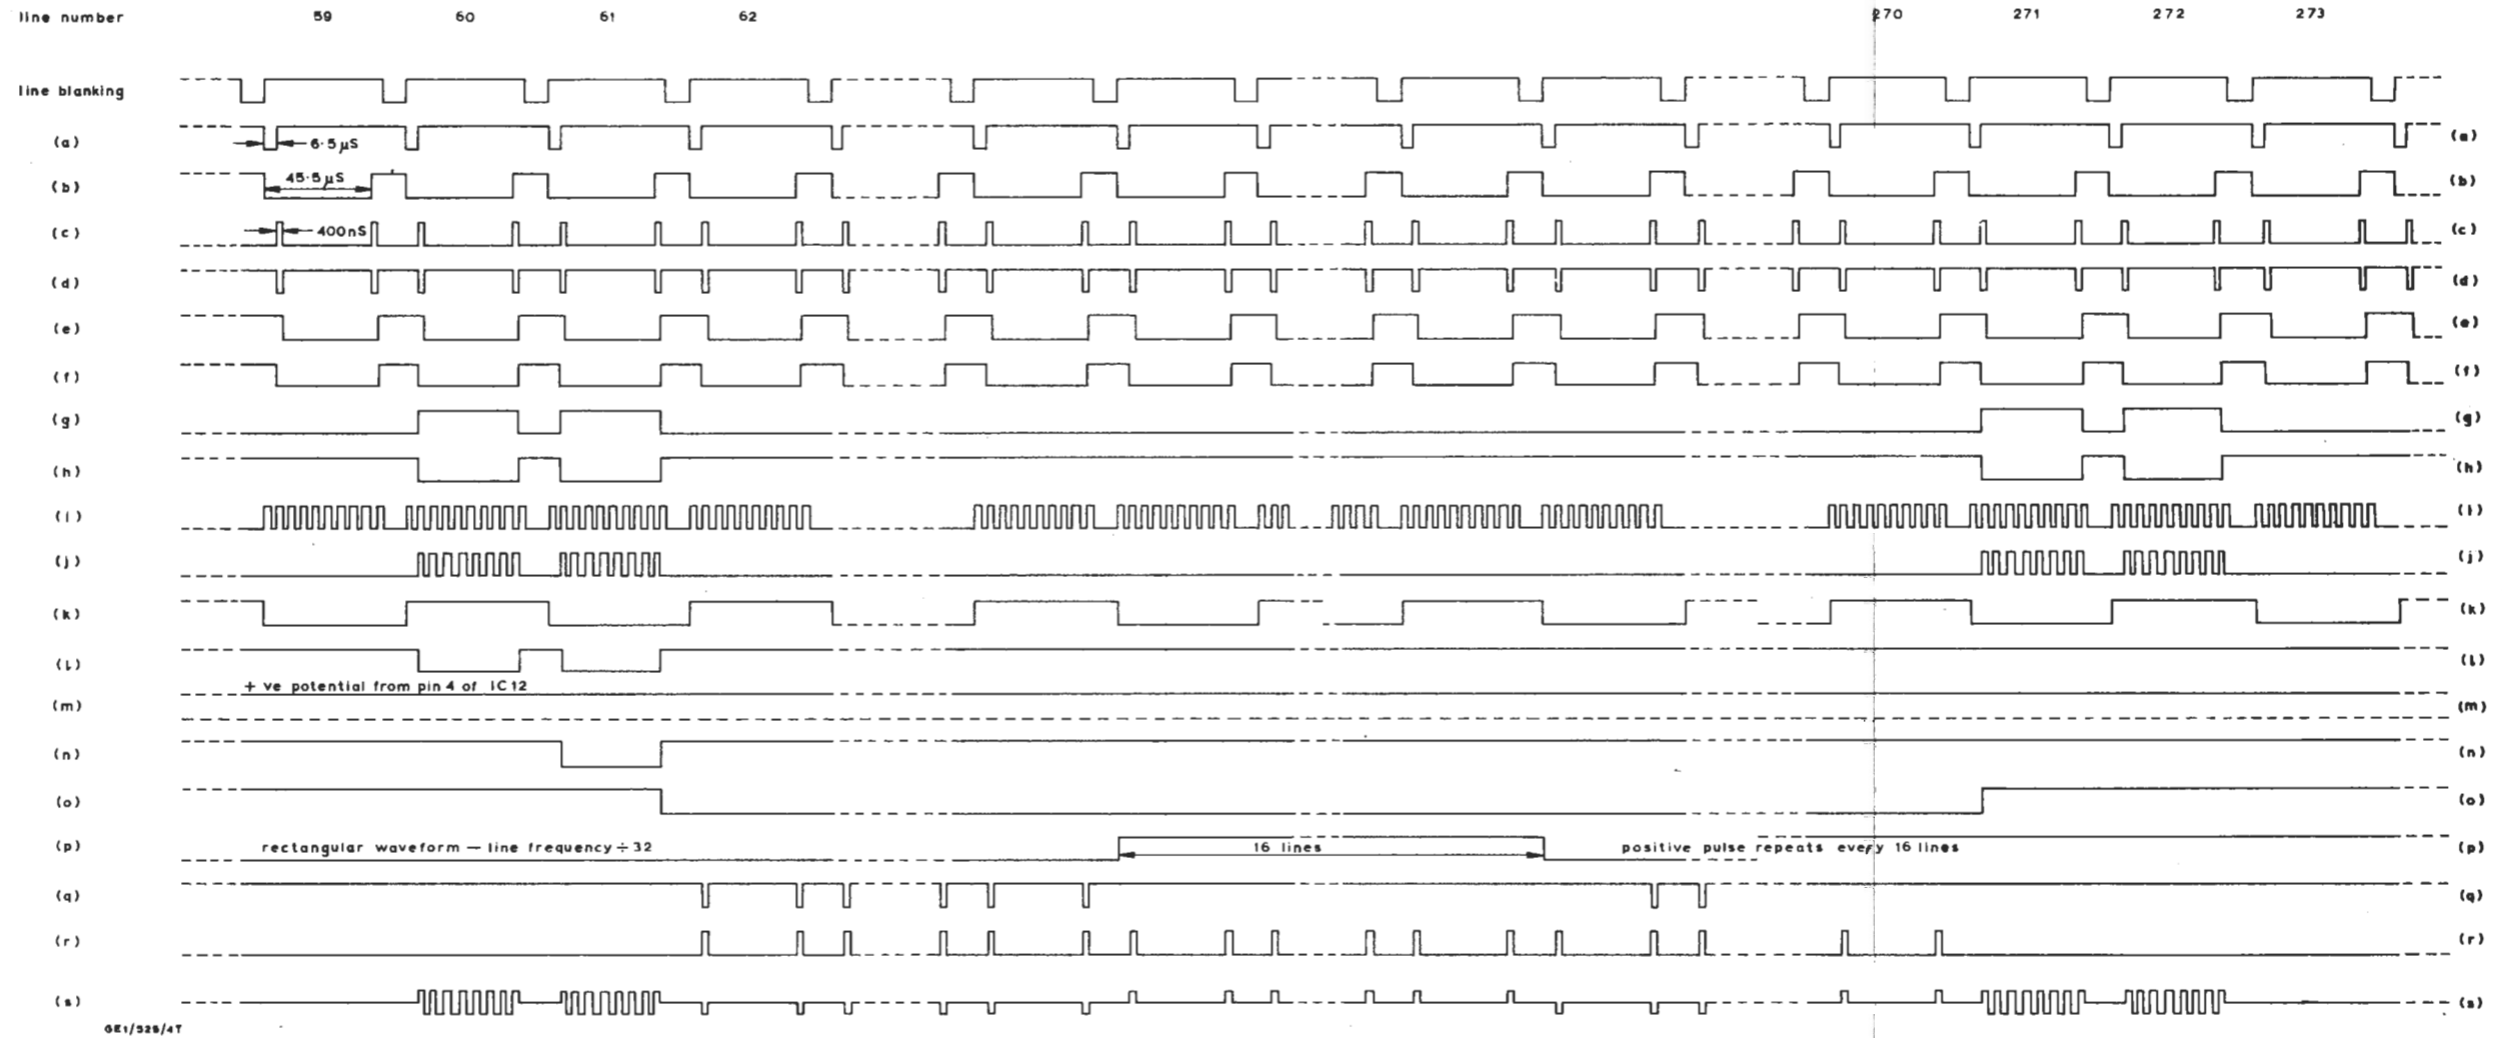 line number 59 60 61 62 270 271 272 273
line blanking
(a) 6·5µS (a)
(b) 45·5µS (b)
(c) 400nS (c)
(d) (d)
(e) (e)
(f) (f)
(g) (g)
(h) (h)
(i) (i)
(j) (j)
(k) (k)
(l) (l)
+ ve potential from pin 4 of IC12
(m) (m)
(n) (n)
(o) (o)
(p) rectangular waveform — line frequency ÷ 32 16 lines positive pulse repeats every 16 lines (p)
(q) (q)
(r) (r)
(s) (s)
GE1/528/4T